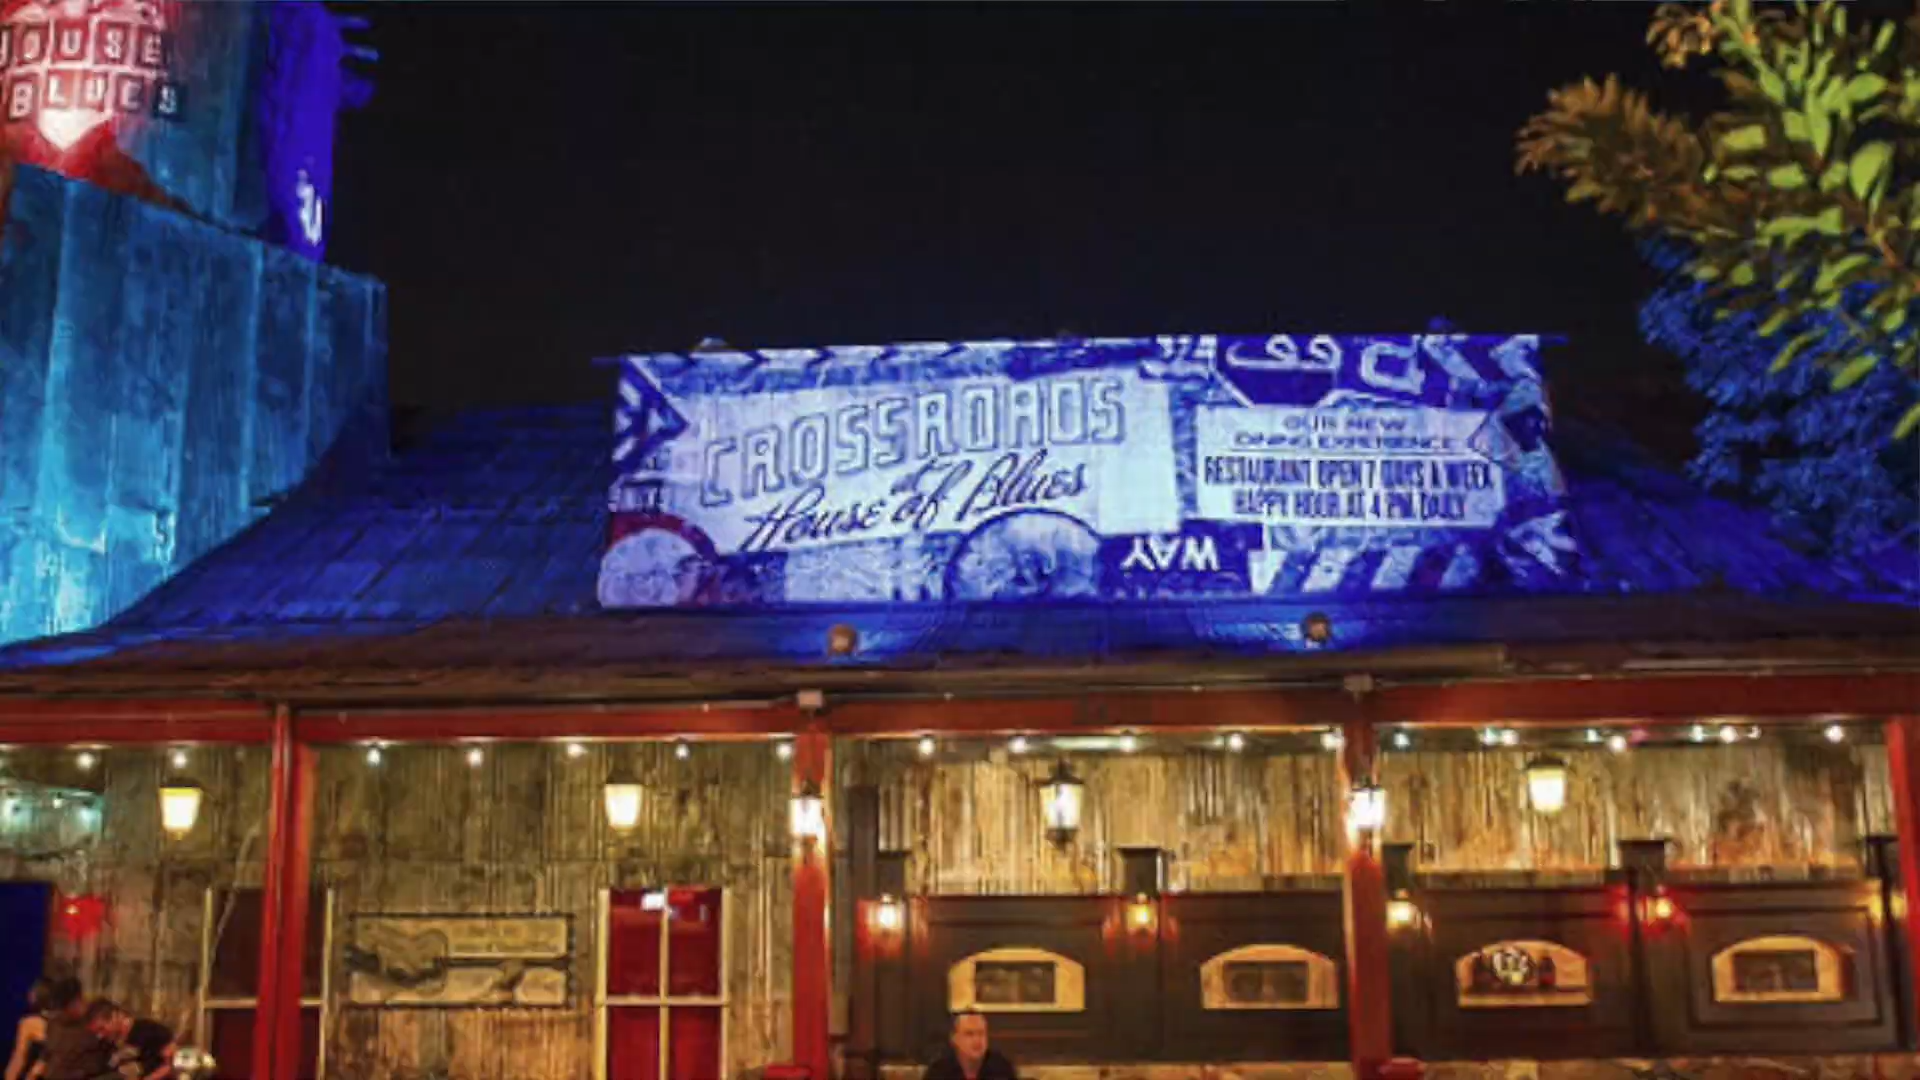 HOUSE
BLUES
CROSSROADS
at
House of Blues
OUR NEW
DINING EXPERIENCE
RESTAURANT OPEN 7 DAYS A WEEK
HAPPY HOUR AT 4 PM DAILY
WAY